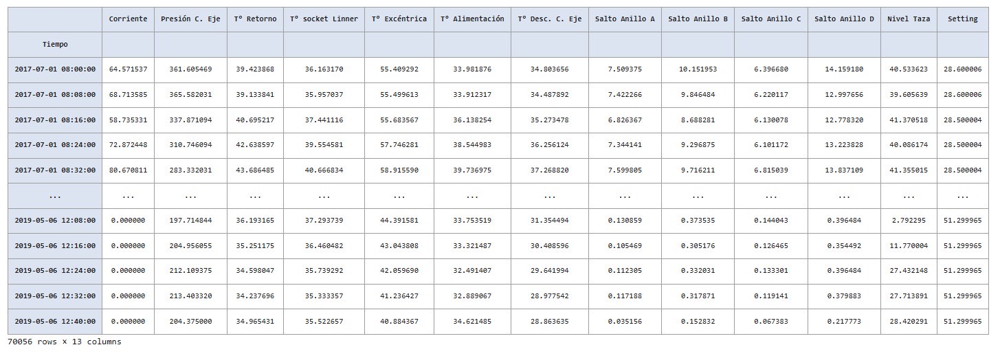 Corriente Presión C. Eje Tº Retorno Tº socket Linner Tº Excéntrica Tº Alimentación Tº Desc. C. Eje Salto Anillo A Salto Anillo B Salto Anillo C Salto Anillo D Nivel Taza Setting
Tiempo
2017-07-01 08:00:00 64.571537 361.605469 39.423868 36.163170 55.409292 33.981876 34.803656 7.509375 10.151953 6.396680 14.159180 40.533623 28.600006
2017-07-01 08:08:00 68.713585 365.582031 39.133841 35.957037 55.499613 33.912317 34.487892 7.422266 9.846484 6.220117 12.997656 39.605639 28.600006
2017-07-01 08:16:00 58.735331 337.871094 40.695217 37.441116 55.683567 36.138254 35.273478 6.826367 8.688281 6.130078 12.778320 41.370518 28.500004
2017-07-01 08:24:00 72.872448 310.746094 42.638597 39.554581 57.746281 38.544983 36.256124 7.344141 9.296875 6.101172 13.223828 40.086174 28.500004
2017-07-01 08:32:00 80.670811 283.332031 43.686485 40.666834 58.915590 39.736975 37.268820 7.599805 9.716211 6.815039 13.837109 41.355015 28.500004
... ... ... ... ... ... ... ... ... ... ... ... ... ...
2019-05-06 12:08:00 0.000000 197.714844 36.193165 37.293739 44.391581 33.753519 31.354494 0.130859 0.373535 0.144043 0.396484 2.792295 51.299965
2019-05-06 12:16:00 0.000000 204.956055 35.251175 36.460482 43.043808 33.321487 30.408596 0.105469 0.305176 0.126465 0.354492 11.770004 51.299965
2019-05-06 12:24:00 0.000000 212.109375 34.598047 35.739292 42.059690 32.491407 29.641994 0.112305 0.332031 0.133301 0.396484 27.432148 51.299965
2019-05-06 12:32:00 0.000000 213.403320 34.237696 35.333357 41.236427 32.889067 28.977542 0.117188 0.317871 0.119141 0.379883 27.713891 51.299965
2019-05-06 12:40:00 0.000000 204.375000 34.965431 35.522657 40.884367 34.621485 28.863635 0.035156 0.152832 0.067383 0.217773 28.420291 51.299965
70056 rows × 13 columns